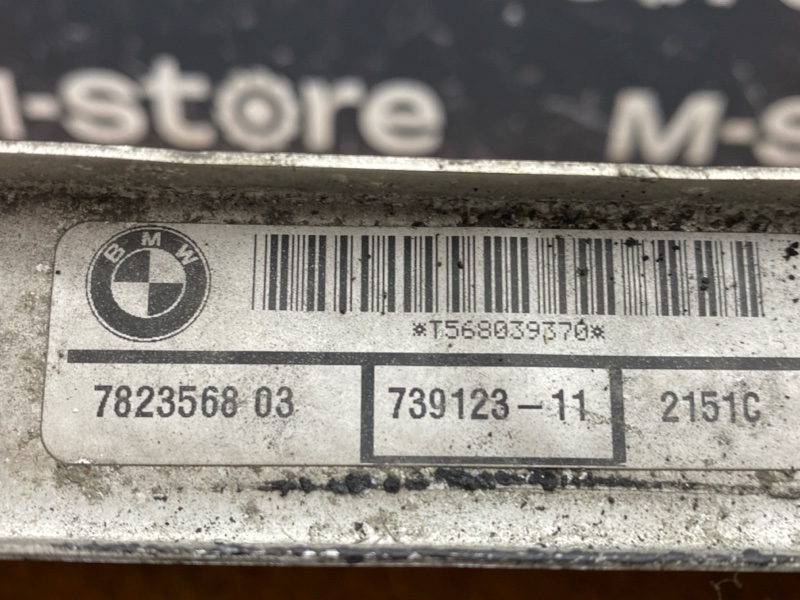 M-store M-s
BMW
*T568039370*
7823568 03 739123-11 2151C